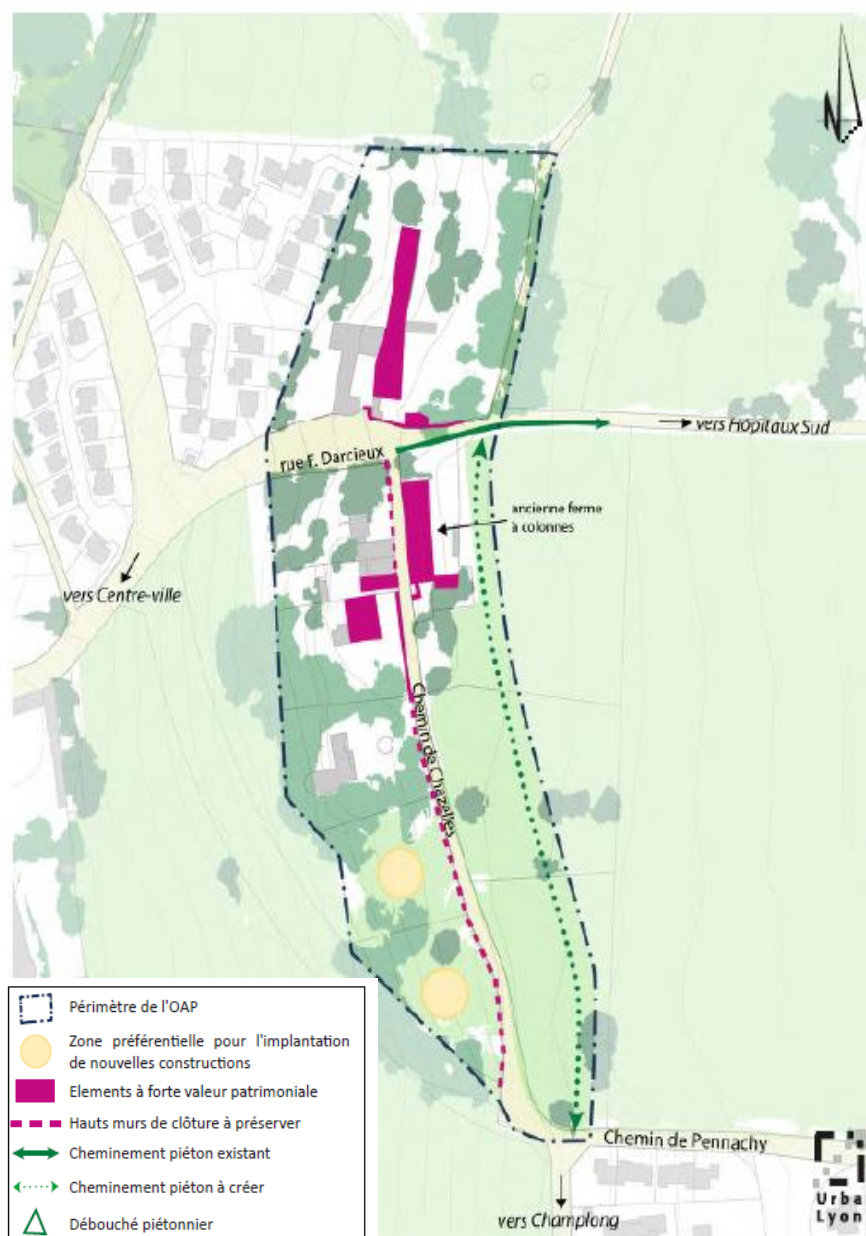 N
vers Hôpitaux Sud
rue F. Darcieux
ancienne ferme
à colonnes
vers Centre-ville
Chemin de Chazelles
Périmètre de l'OAP
Zone préférentielle pour l'implantation
de nouvelles constructions
Elements à forte valeur patrimoniale
Hauts murs de clôture à préserver
Cheminement piéton existant
Cheminement piéton à créer
Débouché piétonnier
Chemin de Pennachy
vers Champlong
Urba
Lyon